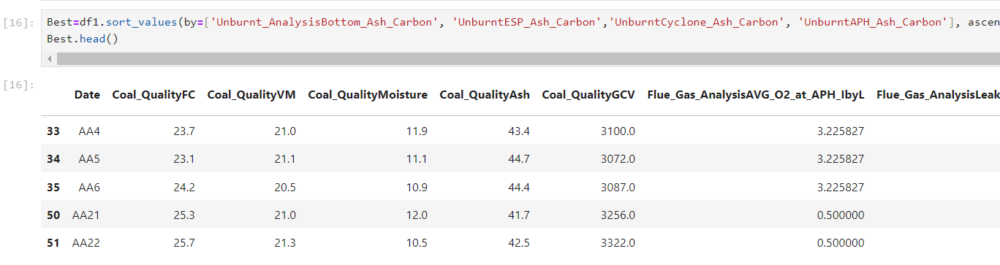 [16]: Best=df1.sort_values(by=['Unburnt_AnalysisBottom_Ash_Carbon', 'UnburntESP_Ash_Carbon','UnburntCyclone_Ash_Carbon', 'UnburntAPH_Ash_Carbon'], ascen
Best.head()
[16]:
Date Coal_QualityFC Coal_QualityVM Coal_QualityMoisture Coal_QualityAsh Coal_QualityGCV Flue_Gas_AnalysisAVG_O2_at_APH_IbyL Flue_Gas_AnalysisLeak
33 AA4 23.7 21.0 11.9 43.4 3100.0 3.225827
34 AA5 23.1 21.1 11.1 44.7 3072.0 3.225827
35 AA6 24.2 20.5 10.9 44.4 3087.0 3.225827
50 AA21 25.3 21.0 12.0 41.7 3256.0 0.500000
51 AA22 25.7 21.3 10.5 42.5 3322.0 0.500000